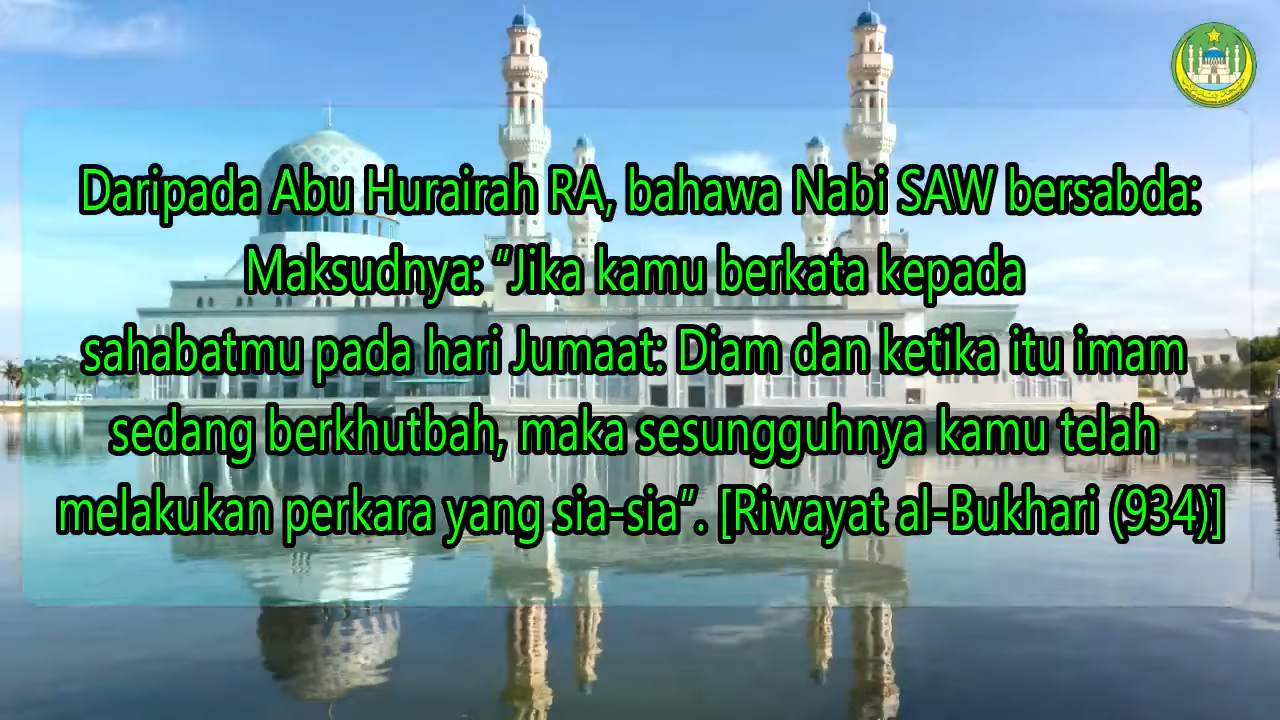 Daripada Abu Hurairah RA, bahawa Nabi SAW bersabda:
Maksudnya: “Jika kamu berkata kepada
sahabatmu pada hari Jumaat: Diam dan ketika itu imam
sedang berkhutbah, maka sesungguhnya kamu telah
melakukan perkara yang sia-sia”. [Riwayat al-Bukhari (934)]